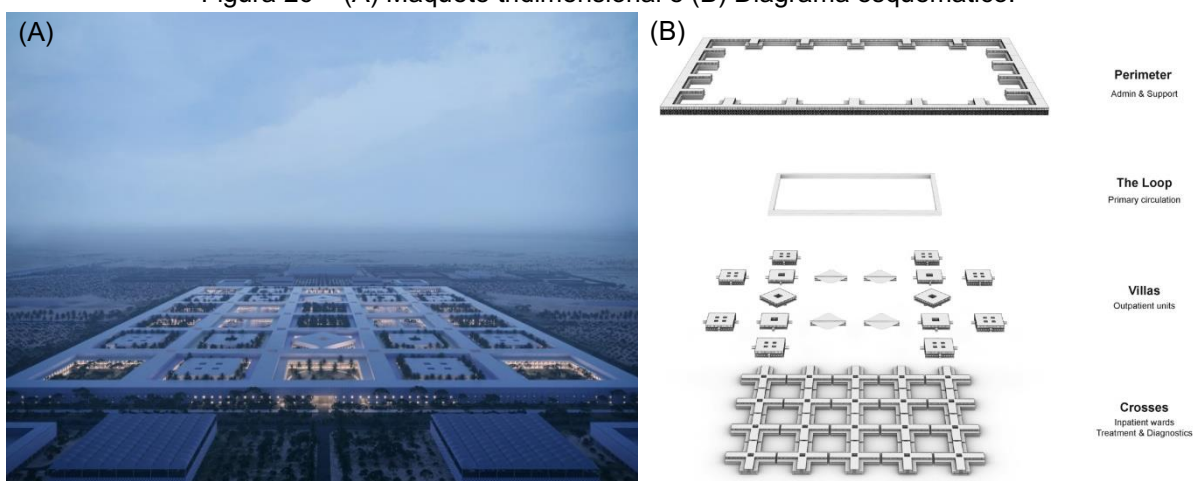 Figura 20 – (A) Maquete tridimensional e (B) Diagrama esquemático.
(A)
(B)
Perimeter
Admin & Support
The Loop
Primary circulation
Villas
Outpatient units
Crosses
Inpatient wards
Treatment & Diagnostics